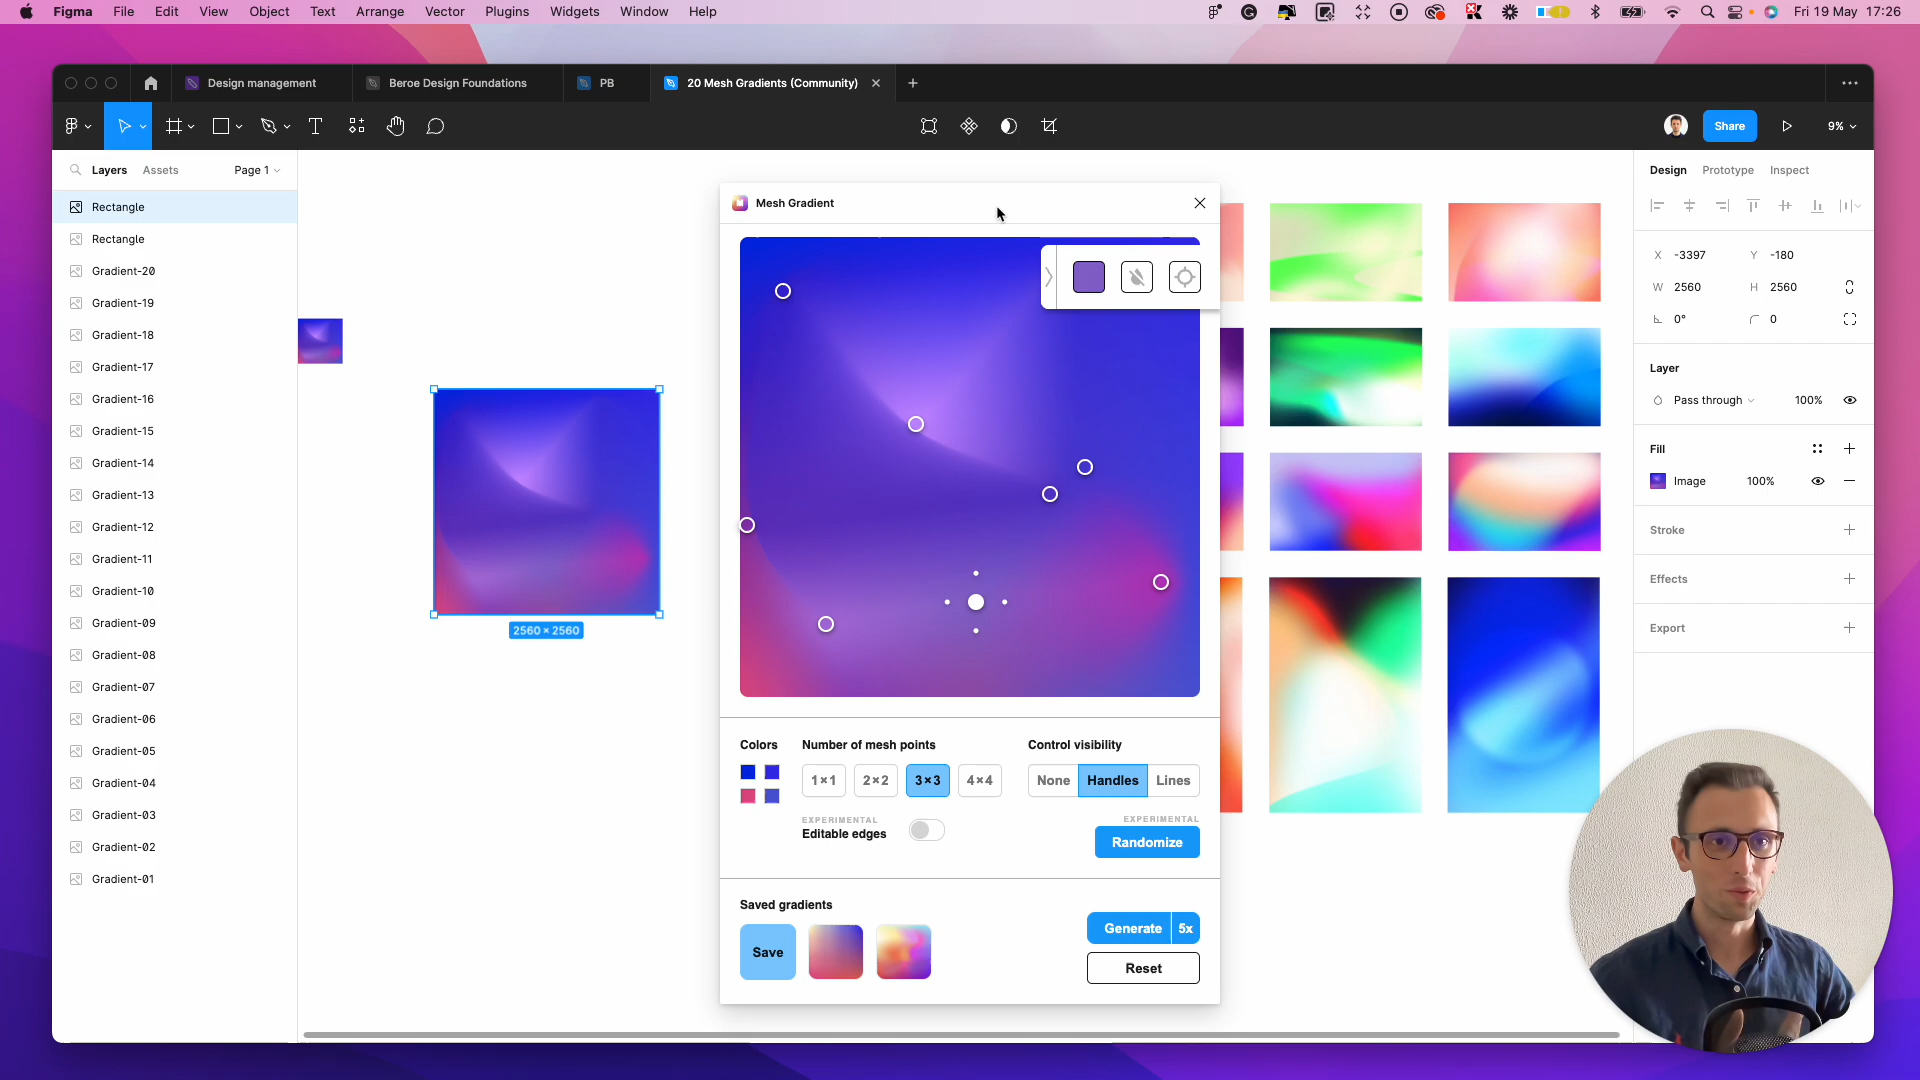 Figma File Edit View Object Text Arrange Vector Plugins Widgets Window Help Fri 19 May 17:26
Design management Beroe Design Foundations PB 20 Mesh Gradients (Community)
Share 9%
Layers Assets Page 1
Rectangle
Rectangle
Gradient-20
Gradient-19
Gradient-18
Gradient-17
Gradient-16
Gradient-15
Gradient-14
Gradient-13
Gradient-12
Gradient-11
Gradient-10
Gradient-09
Gradient-08
Gradient-07
Gradient-06
Gradient-05
Gradient-04
Gradient-03
Gradient-02
Gradient-01
2560 × 2560
Mesh Gradient
Colors Number of mesh points Control visibility
1×1 2×2 3×3 4×4 None Handles Lines
EXPERIMENTAL
Editable edges
EXPERIMENTAL
Randomize
Saved gradients
Save
Generate 5x
Reset
Design Prototype Inspect
X -3397 Y -180
W 2560 H 2560
0° 0
Layer
Pass through 100%
Fill
Image 100%
Stroke
Effects
Export